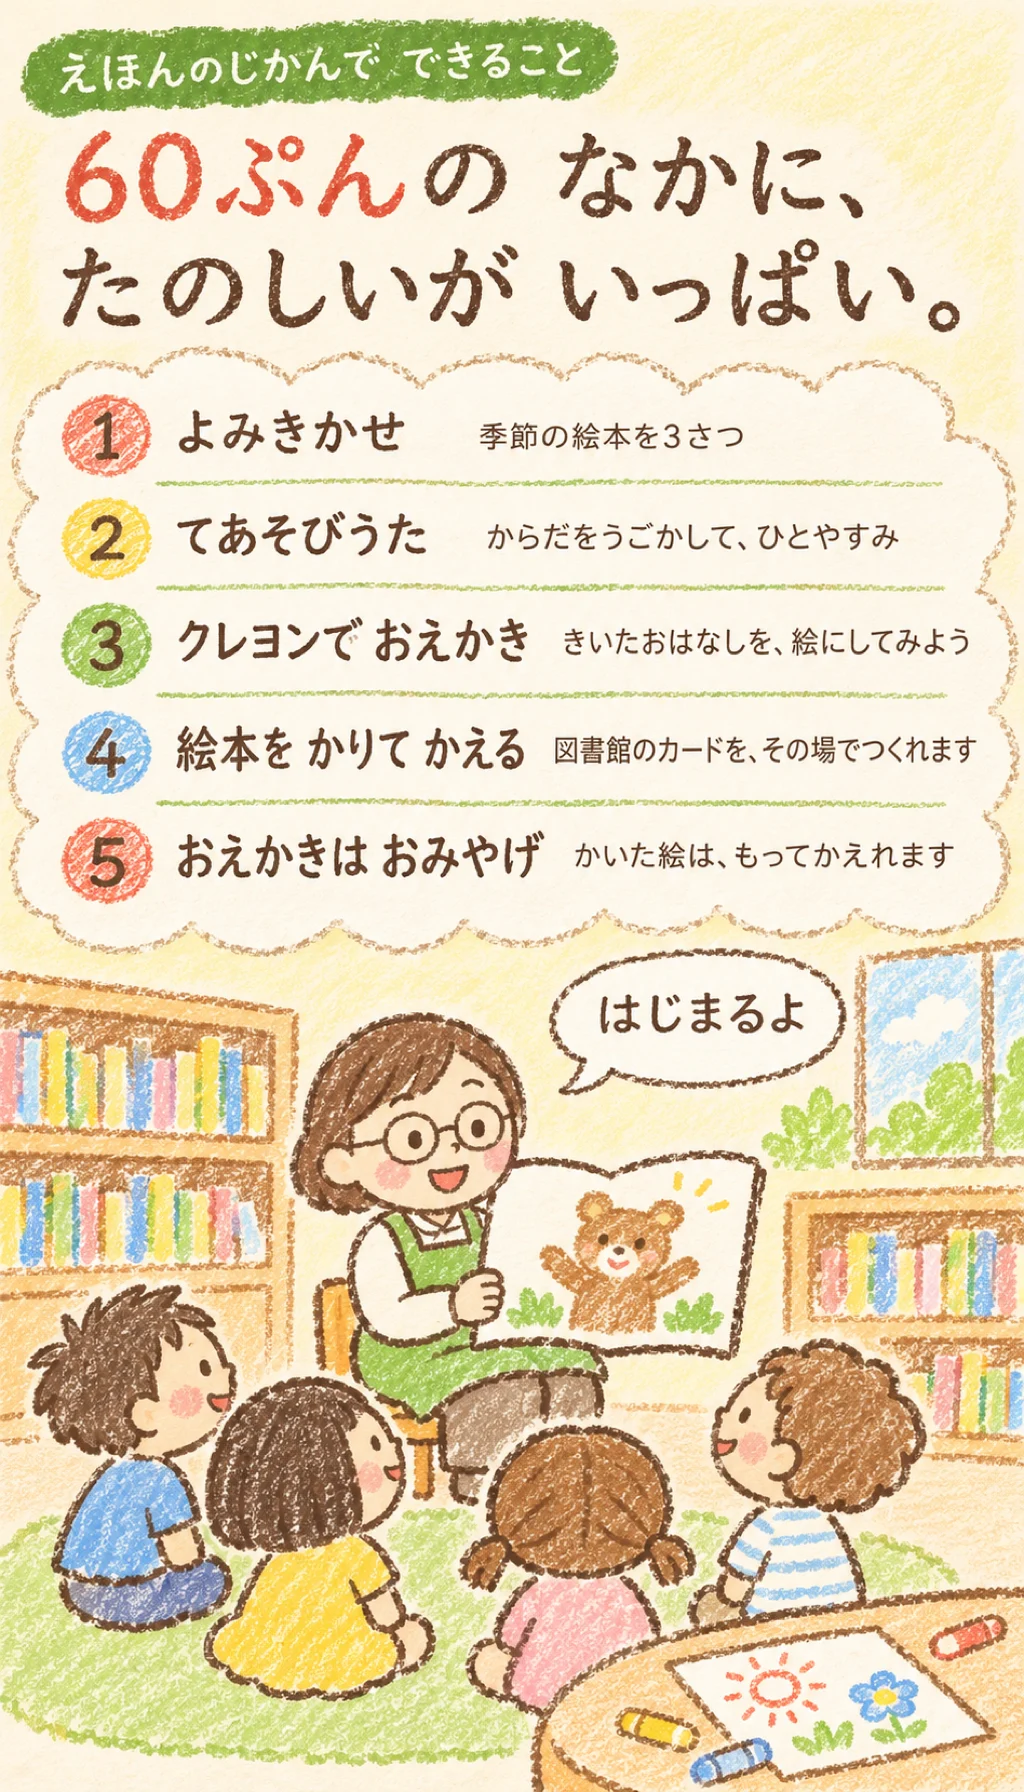 えほんのじかんで できること
60ぷんの なかに、
たのしいが いっぱい。
1 よみきかせ 季節の絵本を3さつ
2 てあそびうた からだをうごかして、ひとやすみ
3 クレヨンで おえかき きいたおはなしを、絵にしてみよう
4 絵本を かりて かえる 図書館のカードを、その場でつくれます
5 おえかきは おみやげ かいた絵は、もってかえれます
はじまるよ